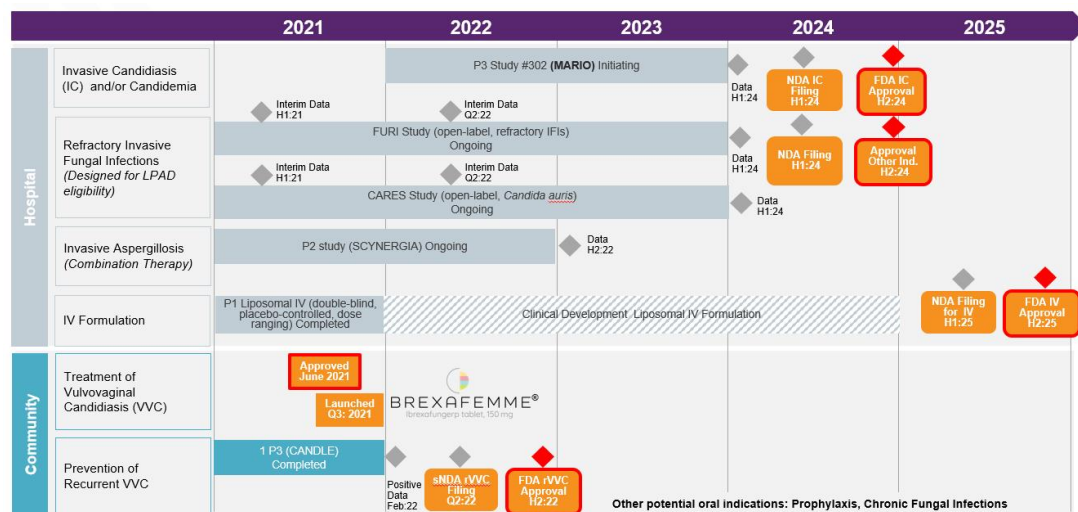 2021
2022
2023
2024
2025
Hospital
Invasive Candidiasis
(IC) and/or Candidemia
P3 Study #302 (MARIO) Initiating
Data
H1:24
NDA IC
Filing
H1:24
FDA IC
Approval
H2:24
Refractory Invasive
Fungal Infections
(Designed for LPAD
eligibility)
Interim Data
H1:21
Interim Data
Q2:22
FURI Study (open-label, refractory IFIs)
Ongoing
Data
H1:24
NDA Filing
H1:24
Approval
Other Ind.
H2:24
Interim Data
H1:21
Interim Data
Q2:22
CARES Study (open-label, Candida auris)
Ongoing
Data
H1:24
Invasive Aspergillosis
(Combination Therapy)
P2 study (SCYNERGIA) Ongoing
Data
H2:22
IV Formulation
P1 Liposomal IV (double-blind,
placebo-controlled, dose
ranging) Completed
Clinical Development Liposomal IV Formulation
NDA Filing
for IV
H1:25
FDA IV
Approval
H2:25
Community
Treatment of
Vulvovaginal
Candidiasis (VVC)
Approved
June 2021
Launched
Q3: 2021
BREXAFEMME®
ibrexafungerp tablet, 150 mg
Prevention of
Recurrent VVC
1 P3 (CANDLE)
Completed
Positive
Data
Feb:22
sNDA rVVC
Filing
Q2:22
FDA rVVC
Approval
H2:22
Other potential oral indications: Prophylaxis, Chronic Fungal Infections